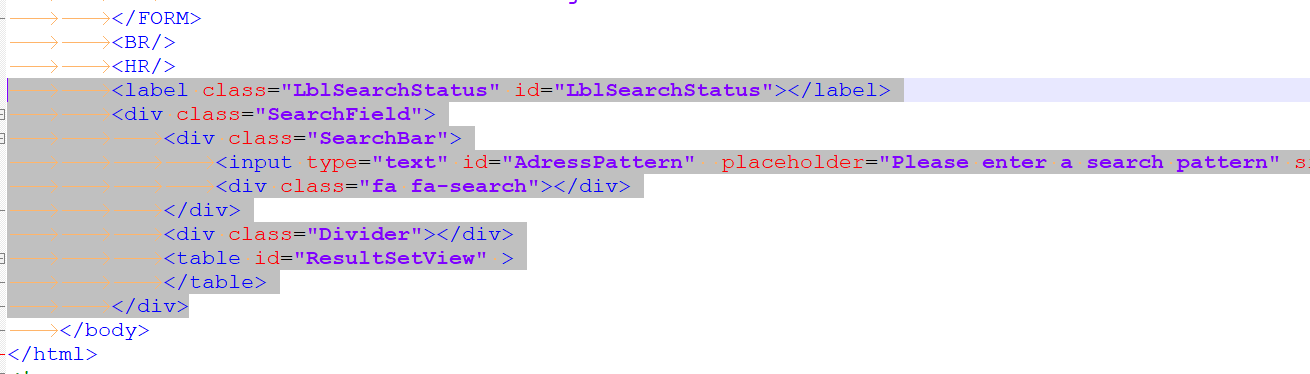 </FORM>
<BR/>
<HR/>
<label class="LblSearchStatus" id="LblSearchStatus"></label>
<div class="SearchField">
<div class="SearchBar">
<input type="text" id="AdressPattern"  placeholder="Please enter a search pattern"
<div class="fa fa-search"></div>
</div>
<div class="Divider"></div>
<table id="ResultSetView" >
</table>
</div>
</body>
</html>